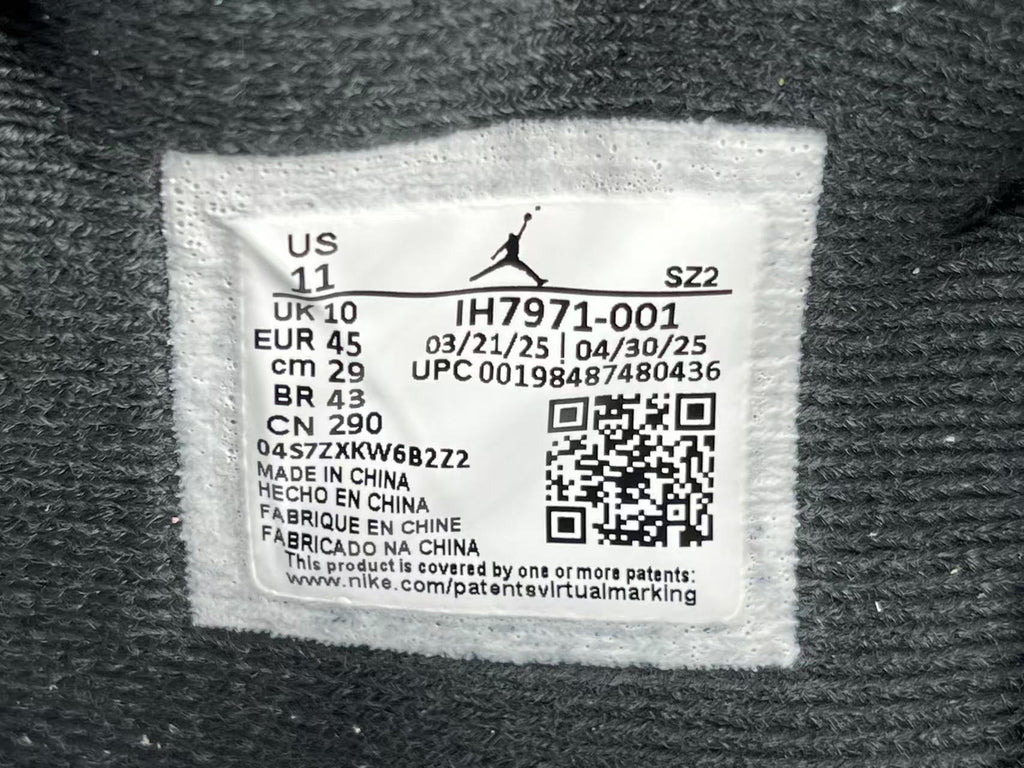 US
11
SZ2
UK 10
IH7971-001
EUR 45
03/21/25 | 04/30/25
cm 29
UPC 00198487480436
BR 43
CN 290
04S7ZXKW6B2Z2
MADE IN CHINA
HECHO EN CHINA
FABRIQUE EN CHINE
FABRICADO NA CHINA
This product is covered by one or more patents:
www.nike.com/patentsvirtualmarking